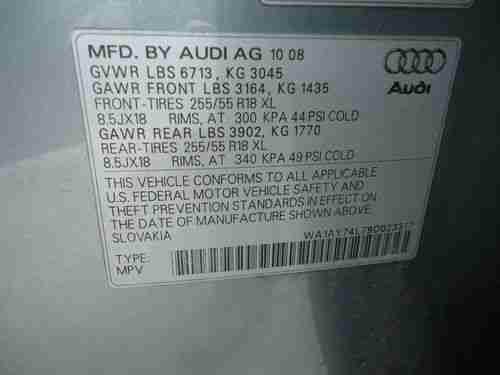 MFD. BY AUDI AG 10 08
GVWR LBS 6713, KG 3045
GAWR FRONT LBS 3164, KG 1435
FRONT-TIRES 255/55 R18 XL
8.5JX18 RIMS, AT 300 KPA 44 PSI COLD
GAWR REAR LBS 3902, KG 1770
REAR-TIRES 255/55 R18 XL
8.5JX18 RIMS, AT 340 KPA 49 PSI COLD
Audi
THIS VEHICLE CONFORMS TO ALL APPLICABLE
U.S. FEDERAL MOTOR VEHICLE SAFETY AND
THEFT PREVENTION STANDARDS IN EFFECT ON
THE DATE OF MANUFACTURE SHOWN ABOVE
SLOVAKIA
TYPE:
MPV